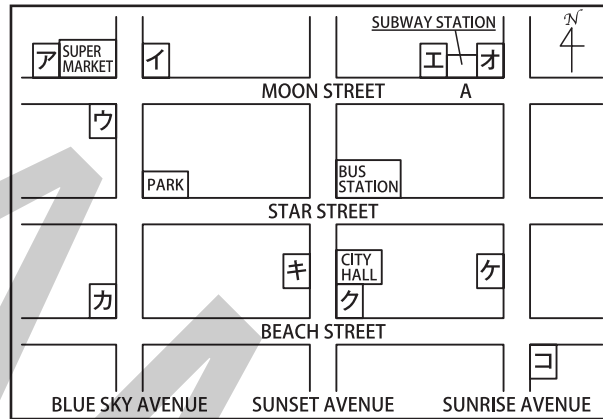 SUBWAY STATION
N
ア
SUPER
MARKET
イ
エ
オ
MOON STREET
A
ウ
PARK
BUS
STATION
STAR STREET
カ
キ
CITY
HALL
ク
ケ
BEACH STREET
コ
BLUE SKY AVENUE
SUNSET AVENUE
SUNRISE AVENUE